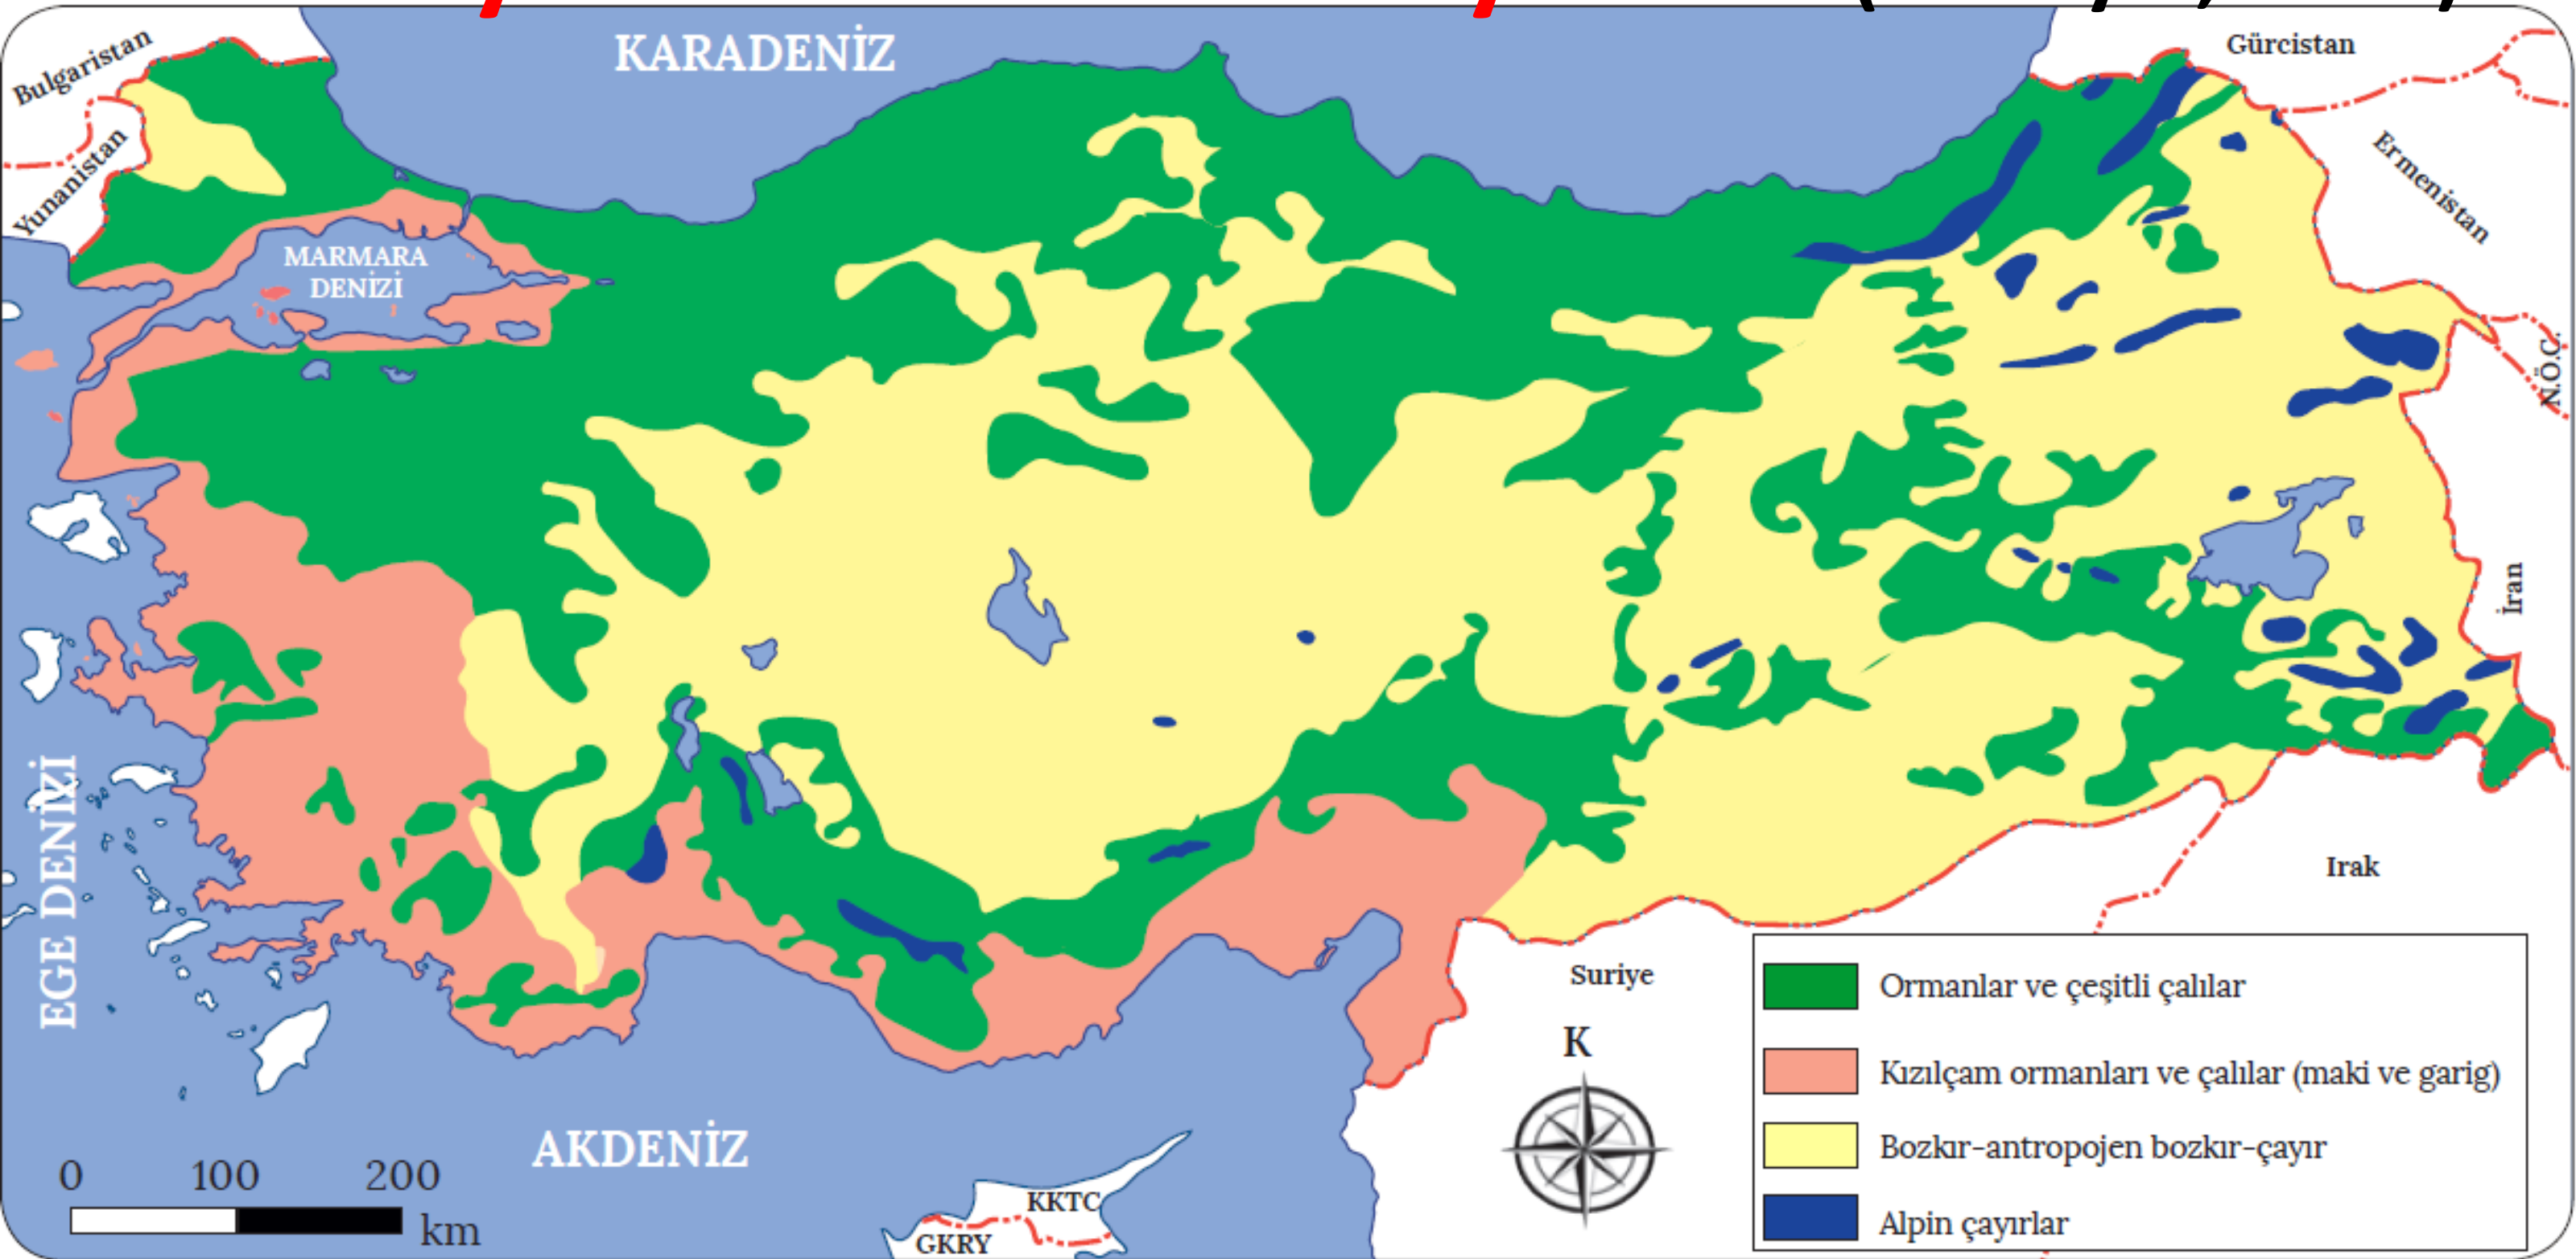 KARADENİZ
Gürcistan
Bulgaristan
Yunanistan
Ermenistan
MARMARA
DENİZİ
N.Ö.C.
İran
EGE DENİZİ
Irak
Suriye
K
AKDENİZ
KKTC
GKRY
0 100 200
km
Ormanlar ve çeşitli çalılar
Kızılçam ormanları ve çalılar (maki ve garig)
Bozkır-antropojen bozkır-çayır
Alpin çayırlar